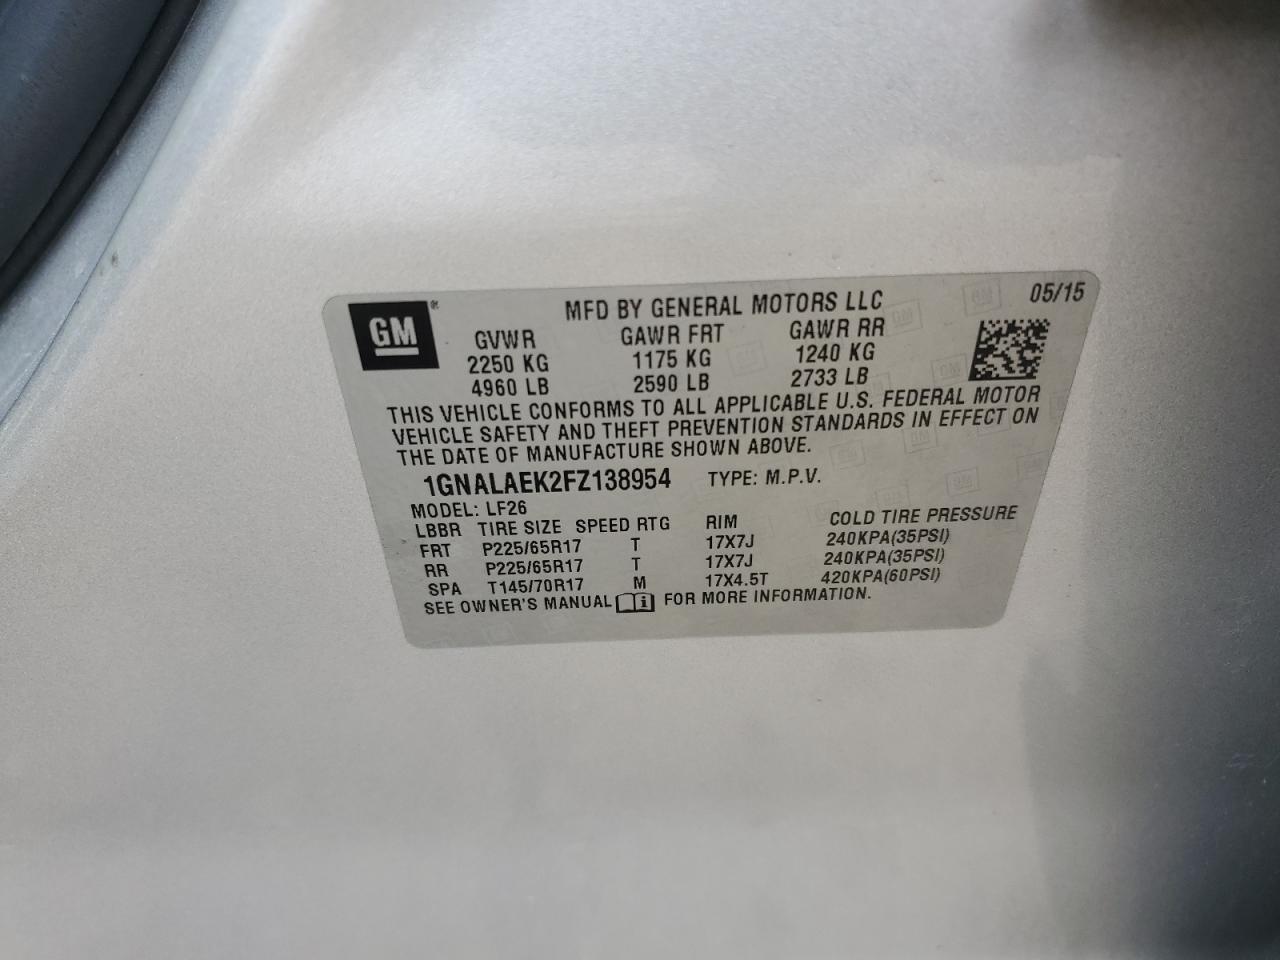 GM ® MFD BY GENERAL MOTORS LLC 05/15
GVWR GAWR FRT GAWR RR
2250 KG 1175 KG 1240 KG
4960 LB 2590 LB 2733 LB
THIS VEHICLE CONFORMS TO ALL APPLICABLE U.S. FEDERAL MOTOR
VEHICLE SAFETY AND THEFT PREVENTION STANDARDS IN EFFECT ON
THE DATE OF MANUFACTURE SHOWN ABOVE.
1GNALAEK2FZ138954 TYPE: M.P.V.
MODEL: LF26
LBBR TIRE SIZE SPEED RTG RIM COLD TIRE PRESSURE
FRT P225/65R17 T 17X7J 240KPA(35PSI)
RR P225/65R17 T 17X7J 240KPA(35PSI)
SPA T145/70R17 M 17X4.5T 420KPA(60PSI)
SEE OWNER'S MANUAL i FOR MORE INFORMATION.